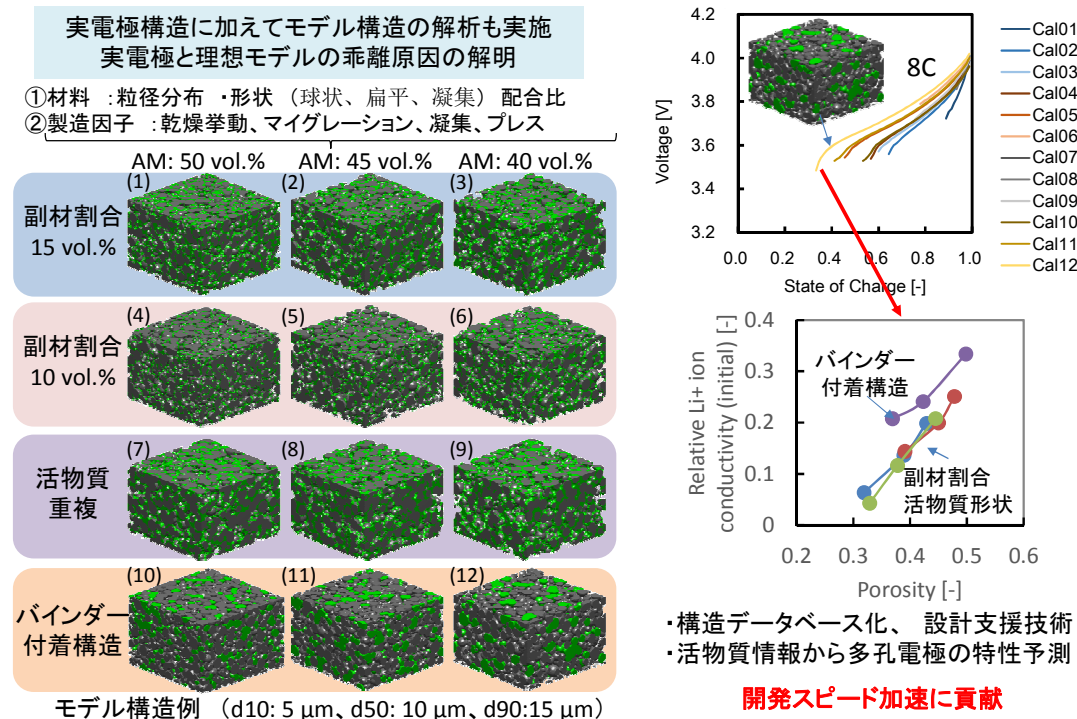 実電極構造に加えてモデル構造の解析も実施
実電極と理想モデルの乖離原因の解明
①材料 :粒径分布 ・形状 (球状、扁平、凝集) 配合比
②製造因子 :乾燥挙動、マイグレーション、凝集、プレス
AM: 50 vol.% AM: 45 vol.% AM: 40 vol.%
(1) (2) (3)
副材割合
15 vol.%
(4) (5) (6)
副材割合
10 vol.%
(7) (8) (9)
活物質
重複
(10) (11) (12)
バインダー
付着構造
モデル構造例 (d10: 5 μm、d50: 10 μm、d90:15 μm)
Voltage [V]
4.2
4.0
3.8
3.6
3.4
3.2
8C
0.0 0.2 0.4 0.6 0.8 1.0
State of Charge [-]
Cal01
Cal02
Cal03
Cal04
Cal05
Cal06
Cal07
Cal08
Cal09
Cal10
Cal11
Cal12
Relative Li+ ion
conductivity (initial) [-]
0.4
0.3
0.2
0.1
0
バインダー
付着構造
副材割合
活物質形状
0.2 0.3 0.4 0.5 0.6
Porosity [-]
・構造データベース化、 設計支援技術
・活物質情報から多孔電極の特性予測
開発スピード加速に貢献